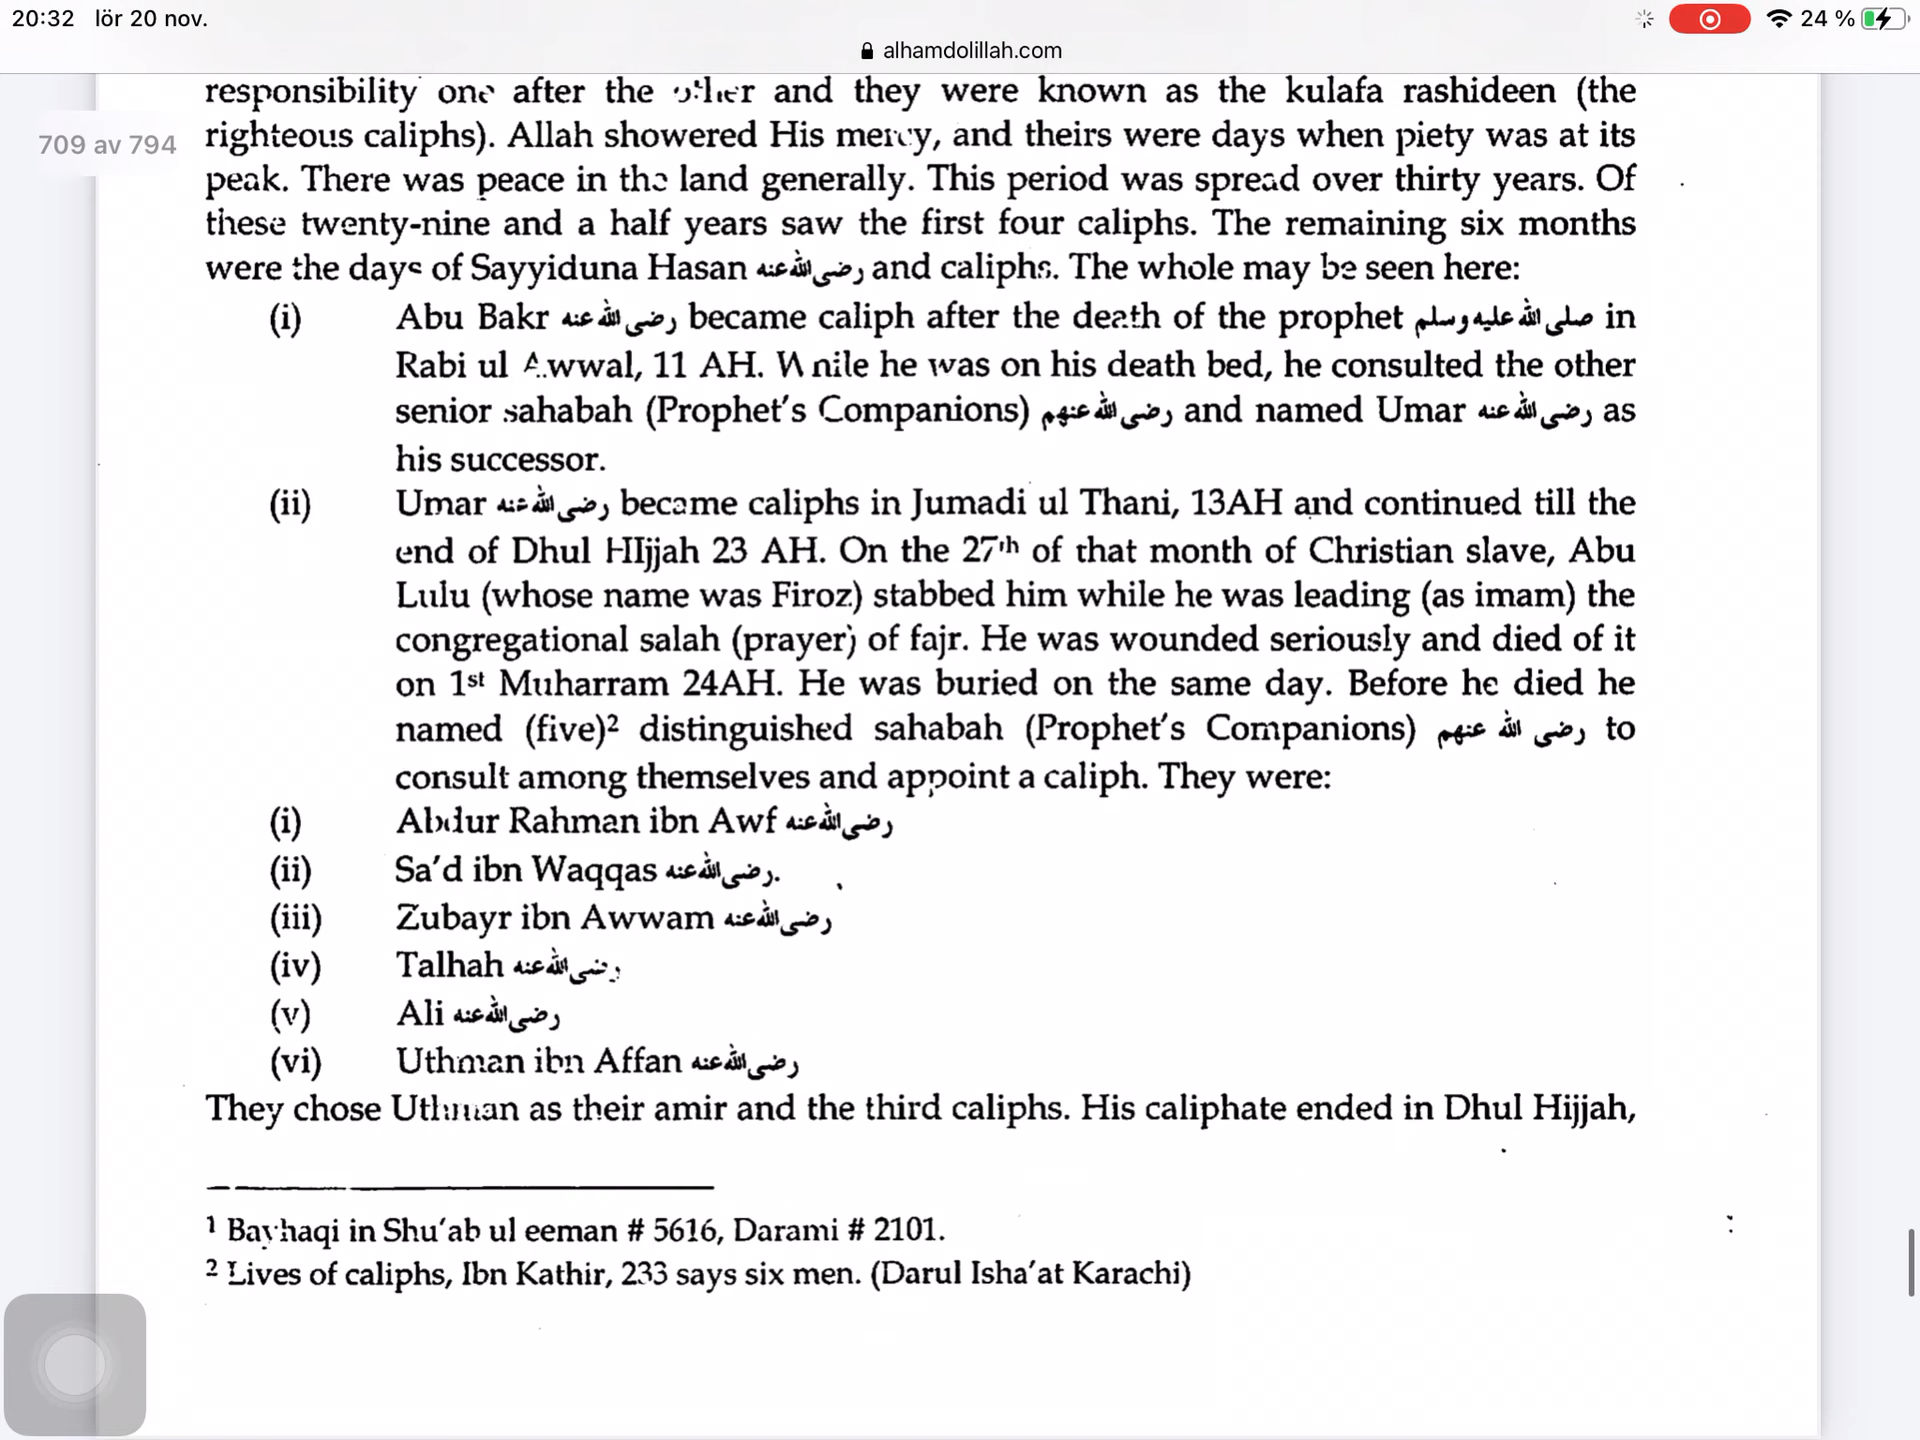 20:32 lör 20 nov.
24 %
alhamdolillah.com
709 av 794
responsibility one after the other and they were known as the kulafa rashideen (the
righteous caliphs). Allah showered His mercy, and theirs were days when piety was at its
peak. There was peace in the land generally. This period was spread over thirty years. Of
these twenty-nine and a half years saw the first four caliphs. The remaining six months
were the days of Sayyiduna Hasan رضی اللہ عنہ and caliphs. The whole may be seen here:
(i) Abu Bakr رضی اللہ عنہ became caliph after the death of the prophet صلی اللہ علیہ وسلم in
Rabi ul Awwal, 11 AH. While he was on his death bed, he consulted the other
senior sahabah (Prophet's Companions) رضی اللہ عنہم and named Umar رضی اللہ عنہ as
his successor.
(ii) Umar رضی اللہ عنہ became caliphs in Jumadi ul Thani, 13AH and continued till the
end of Dhul HIjjah 23 AH. On the 27th of that month of Christian slave, Abu
Lulu (whose name was Firoz) stabbed him while he was leading (as imam) the
congregational salah (prayer) of fajr. He was wounded seriously and died of it
on 1st Muharram 24AH. He was buried on the same day. Before he died he
named (five)2 distinguished sahabah (Prophet's Companions) رضی اللہ عنہم to
consult among themselves and appoint a caliph. They were:
(i) Abdur Rahman ibn Awf رضی اللہ عنہ
(ii) Sa'd ibn Waqqas رضی اللہ عنہ.
(iii) Zubayr ibn Awwam رضی اللہ عنہ
(iv) Talhah رضی اللہ عنہ
(v) Ali رضی اللہ عنہ
(vi) Uthman ibn Affan رضی اللہ عنہ
They chose Uthman as their amir and the third caliphs. His caliphate ended in Dhul Hijjah,
1 Bayhaqi in Shu'ab ul eeman # 5616, Darami # 2101.
2 Lives of caliphs, Ibn Kathir, 233 says six men. (Darul Isha'at Karachi)